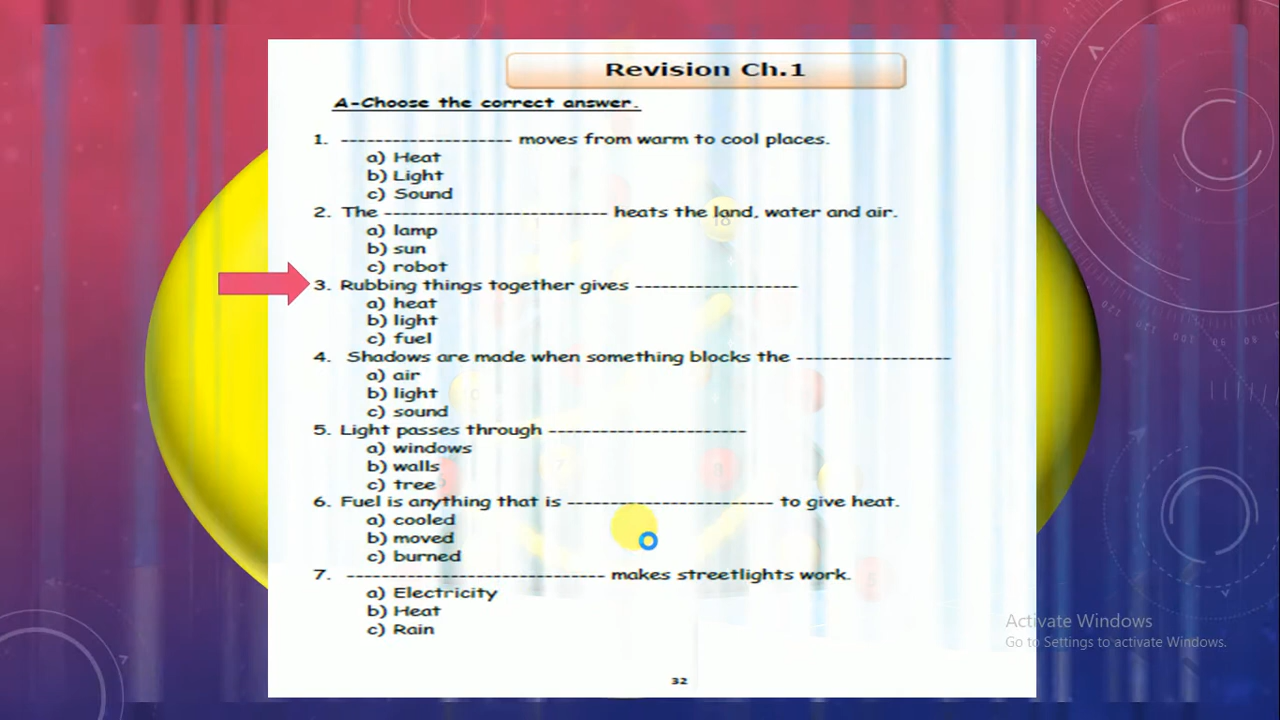 Revision Ch.1
A-Choose the correct answer.
1. -------------------- moves from warm to cool places.
a) Heat
b) Light
c) Sound
2. The -------------------------- heats the land, water and air.
a) lamp
b) sun
c) robot
3. Rubbing things together gives -------------------
a) heat
b) light
c) fuel
4. Shadows are made when something blocks the ------------------
a) air
b) light
c) sound
5. Light passes through -----------------------
a) windows
b) walls
c) tree
6. Fuel is anything that is ------------------------ to give heat.
a) cooled
b) moved
c) burned
7. ------------------------------ makes streetlights work.
a) Electricity
b) Heat
c) Rain
32
Activate Windows
Go to Settings to activate Windows.